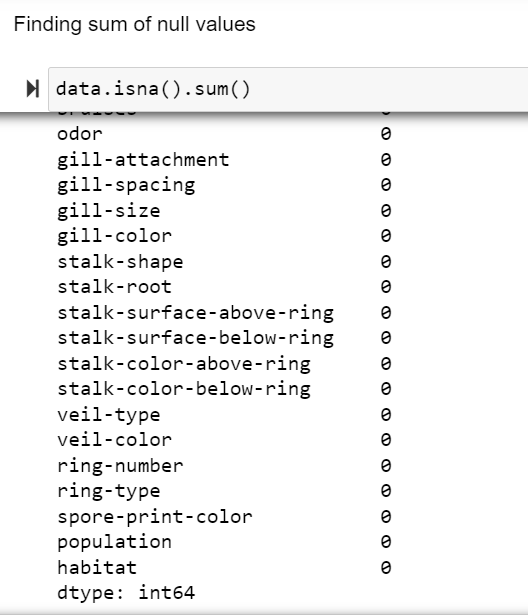 Finding sum of null values
data.isna().sum()
odor 0
gill-attachment 0
gill-spacing 0
gill-size 0
gill-color 0
stalk-shape 0
stalk-root 0
stalk-surface-above-ring 0
stalk-surface-below-ring 0
stalk-color-above-ring 0
stalk-color-below-ring 0
veil-type 0
veil-color 0
ring-number 0
ring-type 0
spore-print-color 0
population 0
habitat 0
dtype: int64